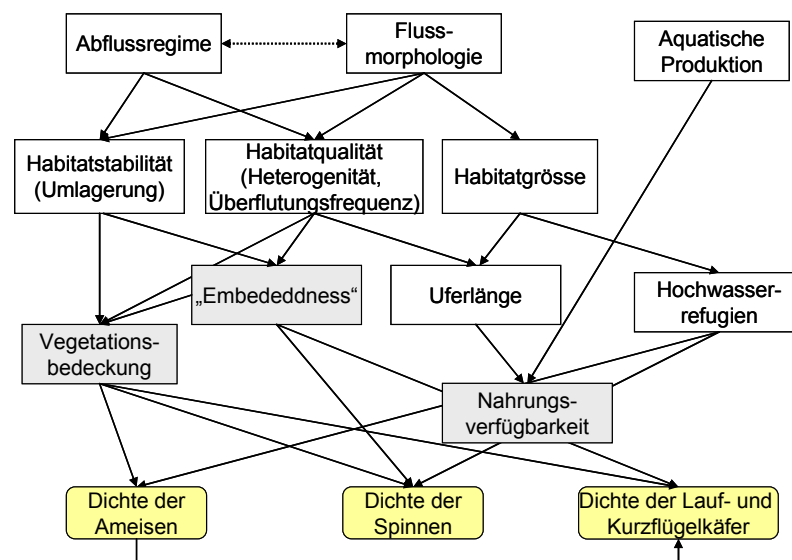 Abflussregime
Fluss-
morphologie
Aquatische
Produktion
Habitatstabilität
(Umlagerung)
Habitatqualität
(Heterogenität,
Überflutungsfrequenz)
Habitatgrösse
„Embededdness“
Uferlänge
Hochwasser-
refugien
Vegetations-
bedeckung
Nahrungs-
verfügbarkeit
Dichte der
Ameisen
Dichte der
Spinnen
Dichte der Lauf- und
Kurzflügelkäfer